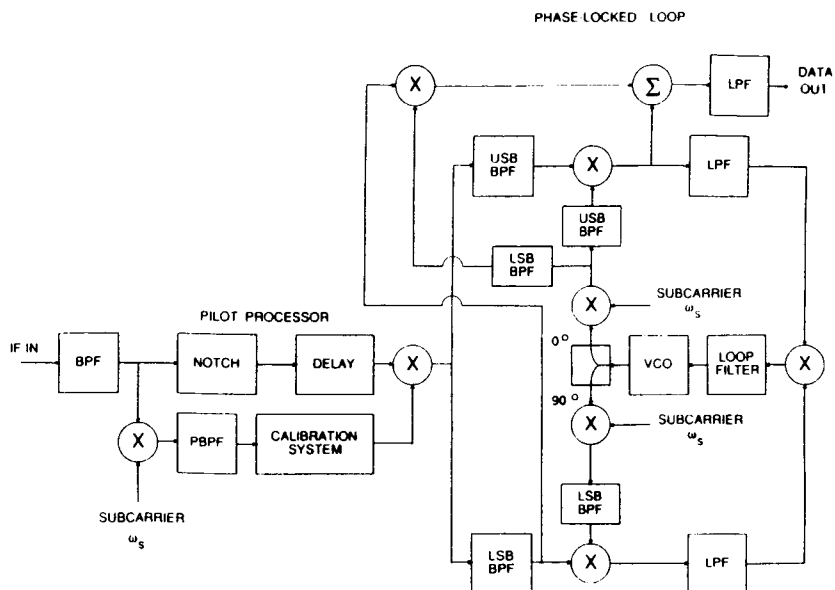 PHASE-LOCKED LOOP
X
Σ
LPF
DATA
OUT
USB
BPF
X
LPF
USB
BPF
LSB
BPF
X
SUBCARRIER
ωs
PILOT PROCESSOR
IF IN
BPF
NOTCH
DELAY
X
0°
VCO
LOOP
FILTER
X
90°
X
PBPF
CALIBRATION
SYSTEM
X
SUBCARRIER
ωs
SUBCARRIER
ωs
LSB
BPF
LSB
BPF
X
LPF